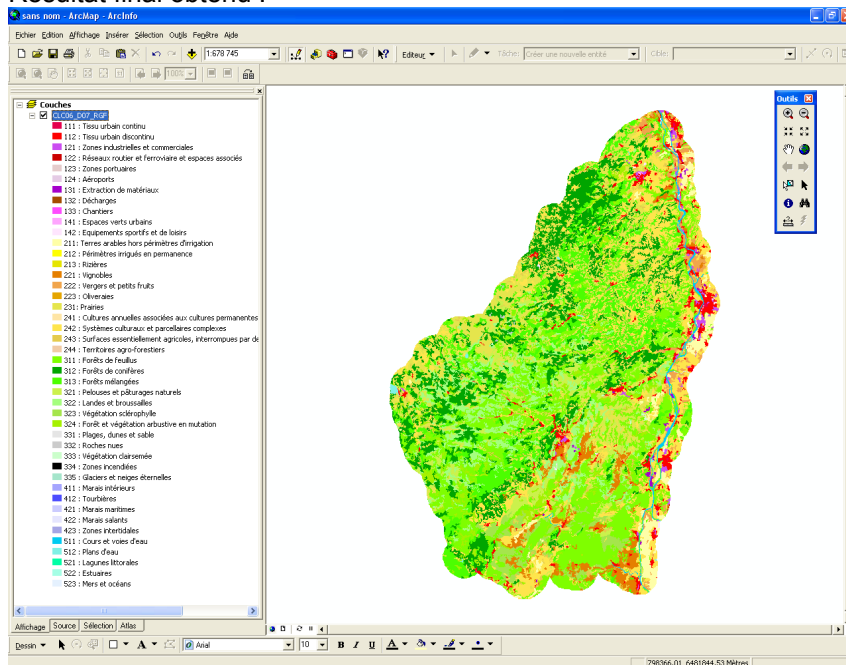 Résultat final obtenu :
sans nom - ArcMap - ArcInfo
Fichier Edition Affichage Insérer Sélection Outils Fenêtre Aide
1:678 745
Editeur
Tâche: Créer une nouvelle entité
Cible:
100%
Couches
CLC06_D07_RGF
111 : Tissu urbain continu
112 : Tissu urbain discontinu
121 : Zones industrielles et commerciales
122 : Réseaux routier et ferroviaire et espaces associés
123 : Zones portuaires
124 : Aéroports
131 : Extraction de matériaux
132 : Décharges
133 : Chantiers
141 : Espaces verts urbains
142 : Equipements sportifs et de loisirs
211: Terres arables hors périmètres d'irrigation
212 : Périmètres irrigués en permanence
213 : Rizières
221 : Vignobles
222 : Vergers et petits fruits
223 : Oliveraies
231: Prairies
241 : Cultures annuelles associées aux cultures permanentes
242 : Systèmes culturaux et parcellaires complexes
243 : Surfaces essentiellement agricoles, interrompues par de
244 : Territoires agro-forestiers
311 : Forêts de feuillus
312 : Forêts de conifères
313 : Forêts mélangées
321 : Pelouses et pâturages naturels
322 : Landes et broussailles
323 : Végétation sclérophylle
324 : Forêt et végétation arbustive en mutation
331 : Plages, dunes et sable
332 : Roches nues
333 : Végétation clairsemée
334 : Zones incendiées
335 : Glaciers et neiges éternelles
411 : Marais intérieurs
412 : Tourbières
421 : Marais maritimes
422 : Marais salants
423 : Zones intertidales
511 : Cours et voies d'eau
512 : Plans d'eau
521 : Lagunes littorales
522 : Estuaires
523 : Mers et océans
Outils
Affichage Source Sélection Atlas
Dessin A Arial 10 B I U A
798366,01 6481844,53 Mètres